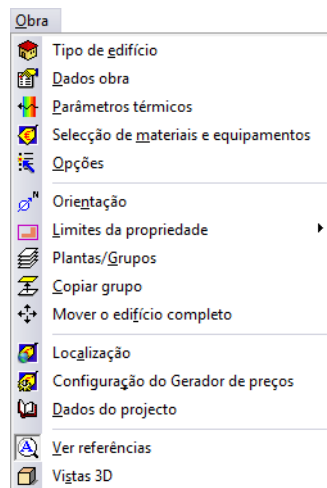 Obra
Tipo de edifício
Dados obra
Parâmetros térmicos
Selecção de materiais e equipamentos
Opções
N
Orientação
Limites da propriedade
Plantas/Grupos
Copiar grupo
Mover o edifício completo
Localização
Configuração do Gerador de preços
Dados do projecto
A
Ver referências
Vistas 3D